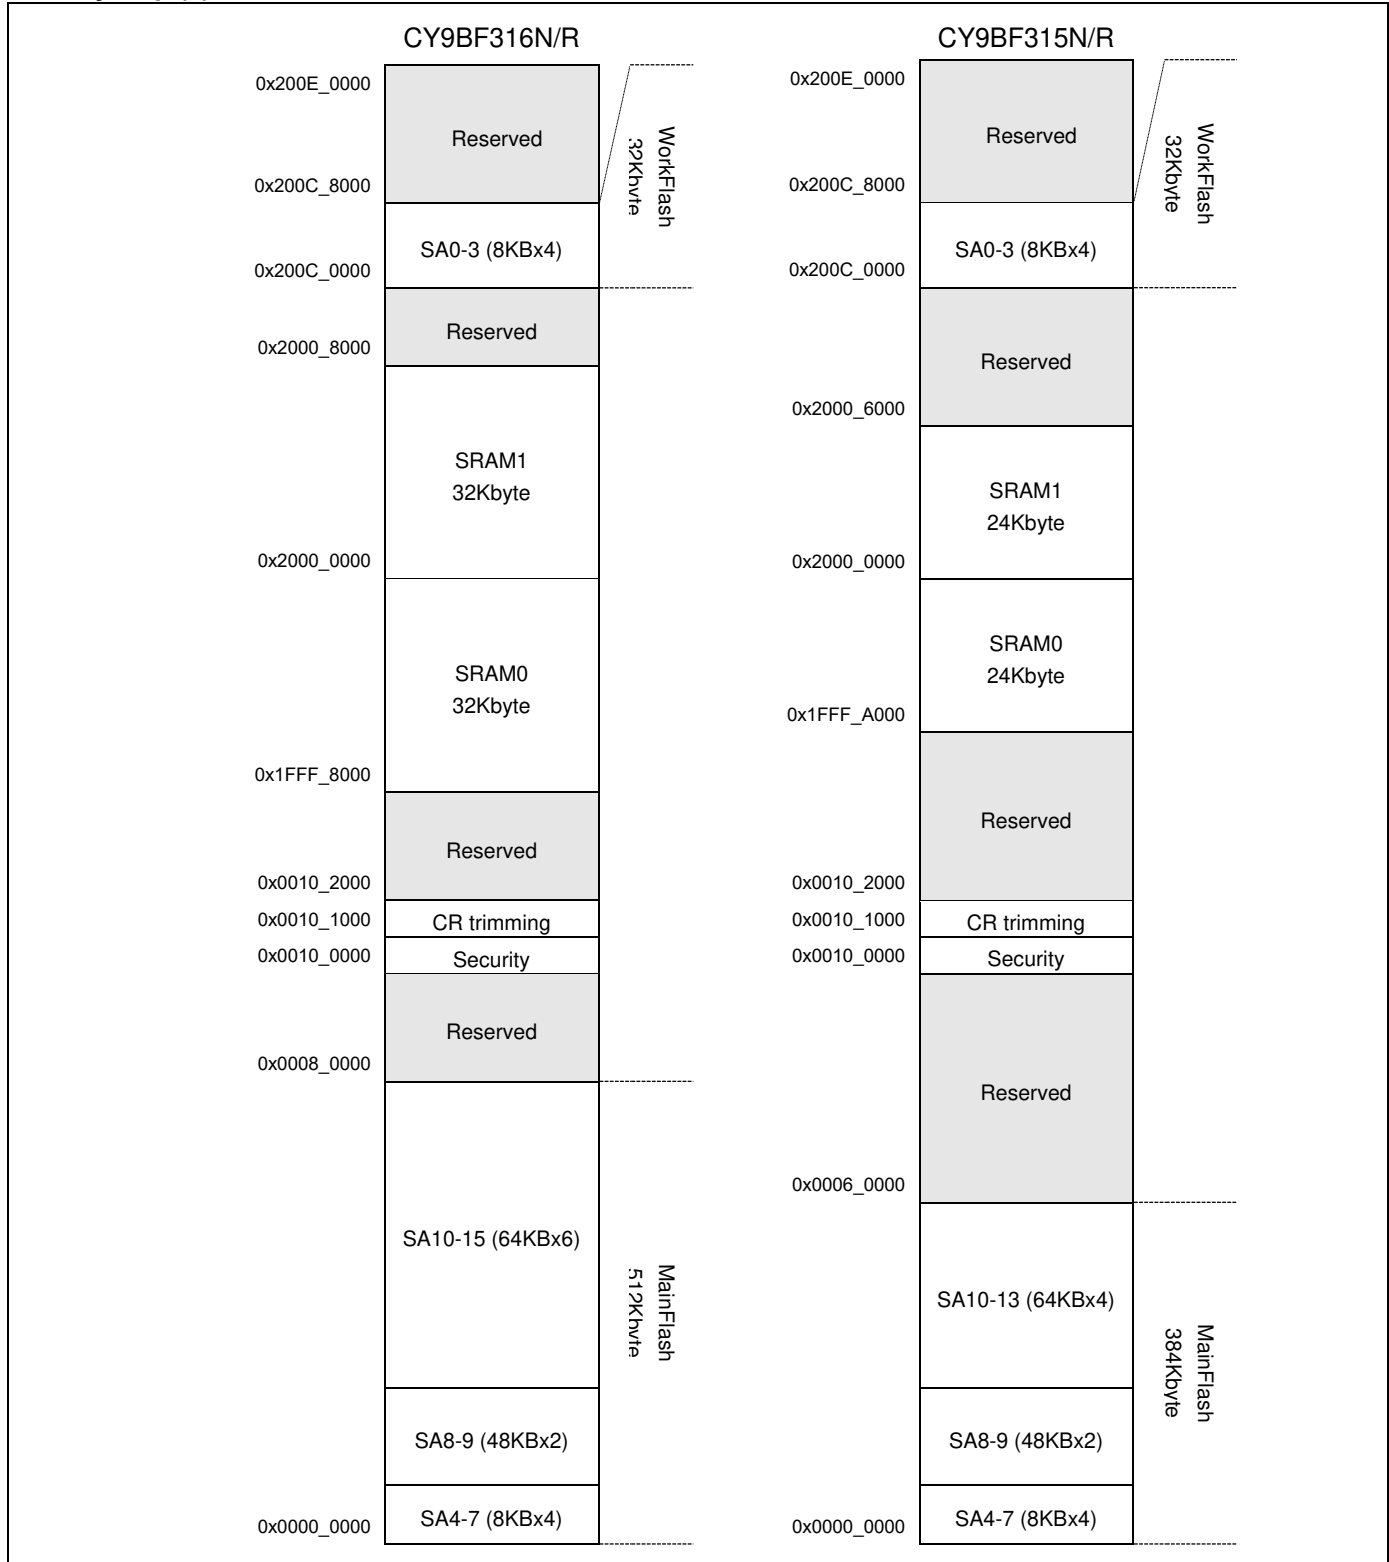 CY9BF316N/R
0x200E_0000
Reserved
0x200C_8000
SA0-3 (8KBx4)
0x200C_0000
Reserved
0x2000_8000
SRAM1
32Kbyte
0x2000_0000
SRAM0
32Kbyte
0x1FFF_8000
Reserved
0x0010_2000
0x0010_1000
CR trimming
0x0010_0000
Security
Reserved
0x0008_0000
SA10-15 (64KBx6)
SA8-9 (48KBx2)
SA4-7 (8KBx4)
0x0000_0000
WorkFlash
32Kbyte
MainFlash
512Kbyte
CY9BF315N/R
0x200E_0000
Reserved
0x200C_8000
SA0-3 (8KBx4)
0x200C_0000
Reserved
0x2000_6000
SRAM1
24Kbyte
0x2000_0000
SRAM0
24Kbyte
0x1FFF_A000
Reserved
0x0010_2000
0x0010_1000
CR trimming
0x0010_0000
Security
Reserved
0x0006_0000
SA10-13 (64KBx4)
SA8-9 (48KBx2)
SA4-7 (8KBx4)
0x0000_0000
WorkFlash
32Kbyte
MainFlash
384Kbyte